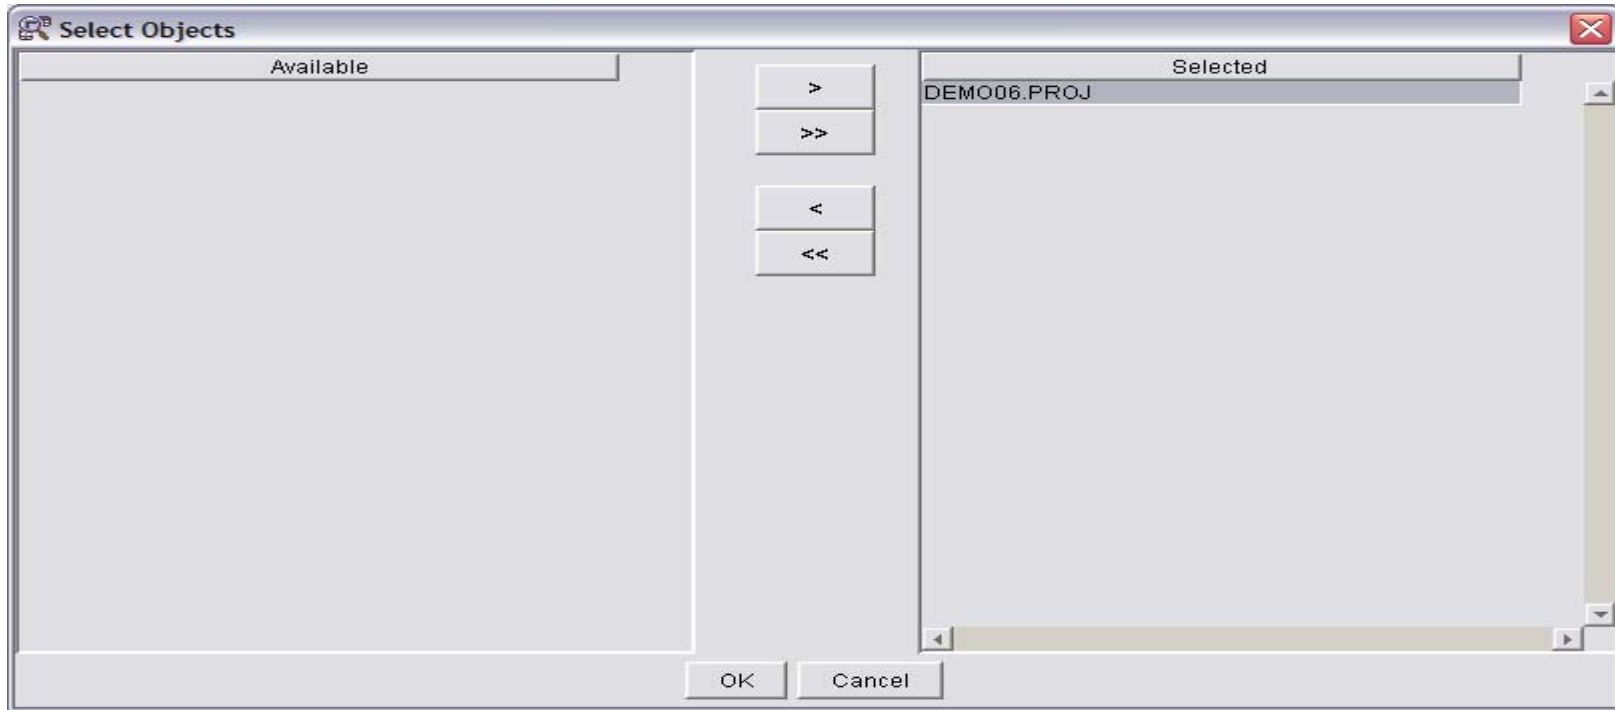 Select Objects
Available
Selected
>
DEMO06.PROJ
>>
<
<<
OK
Cancel